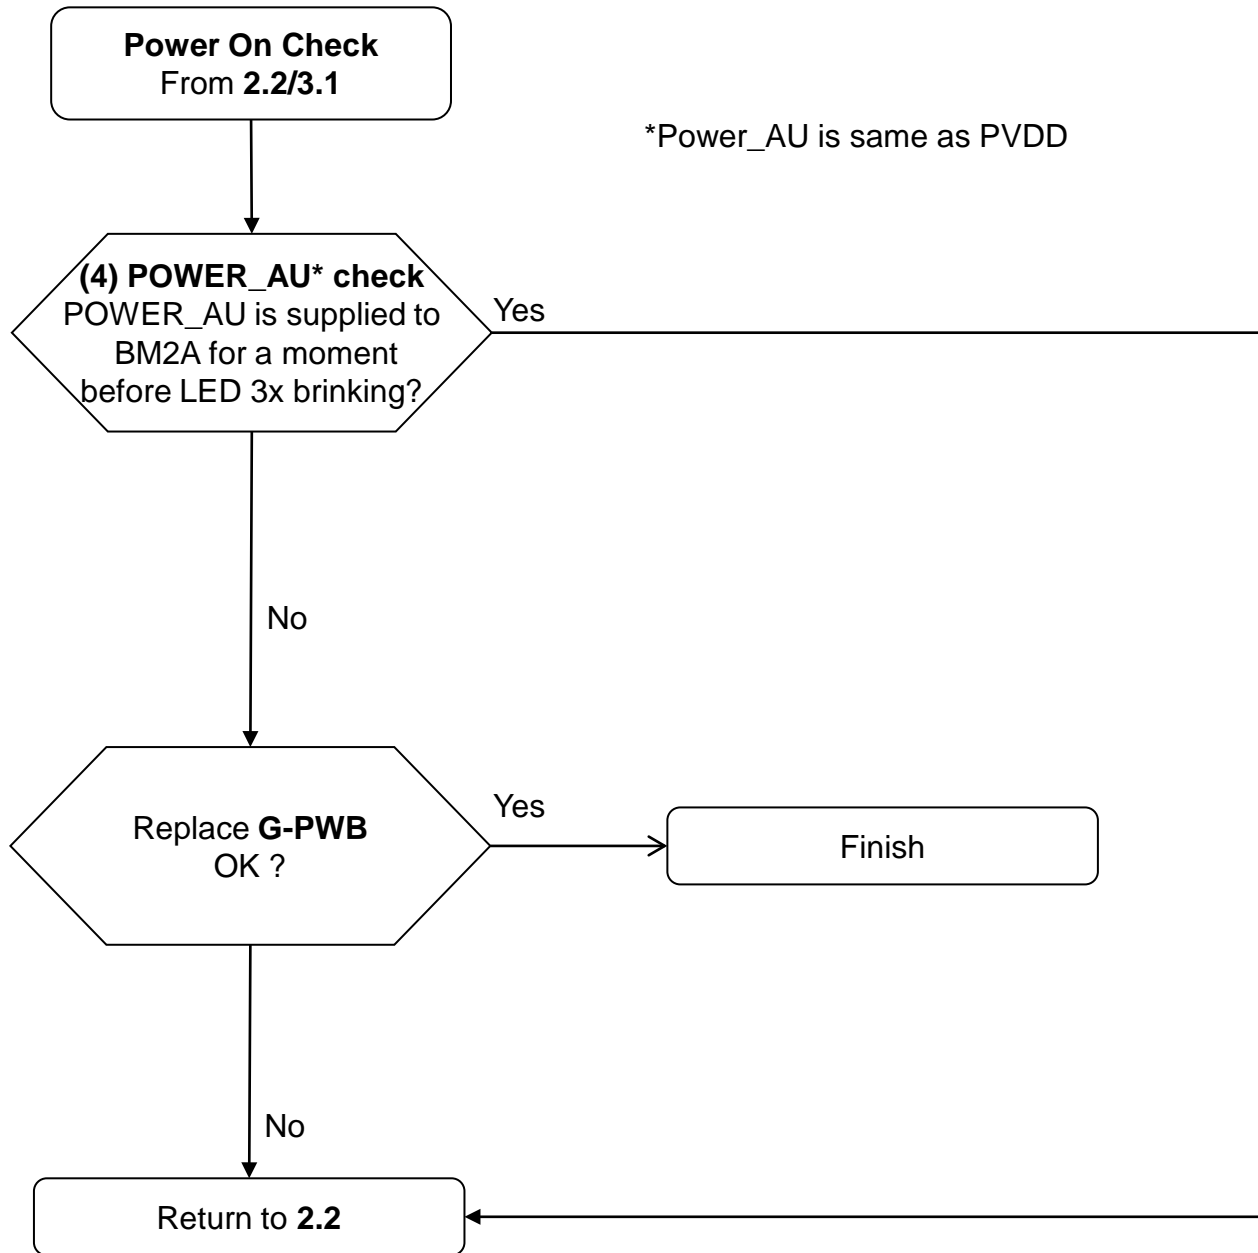 Power On Check
From 2.2/3.1
*Power_AU is same as PVDD
(4) POWER_AU* check
POWER_AU is supplied to
BM2A for a moment
before LED 3x brinking?
Yes
No
Replace G-PWB
OK ?
Yes
Finish
No
Return to 2.2